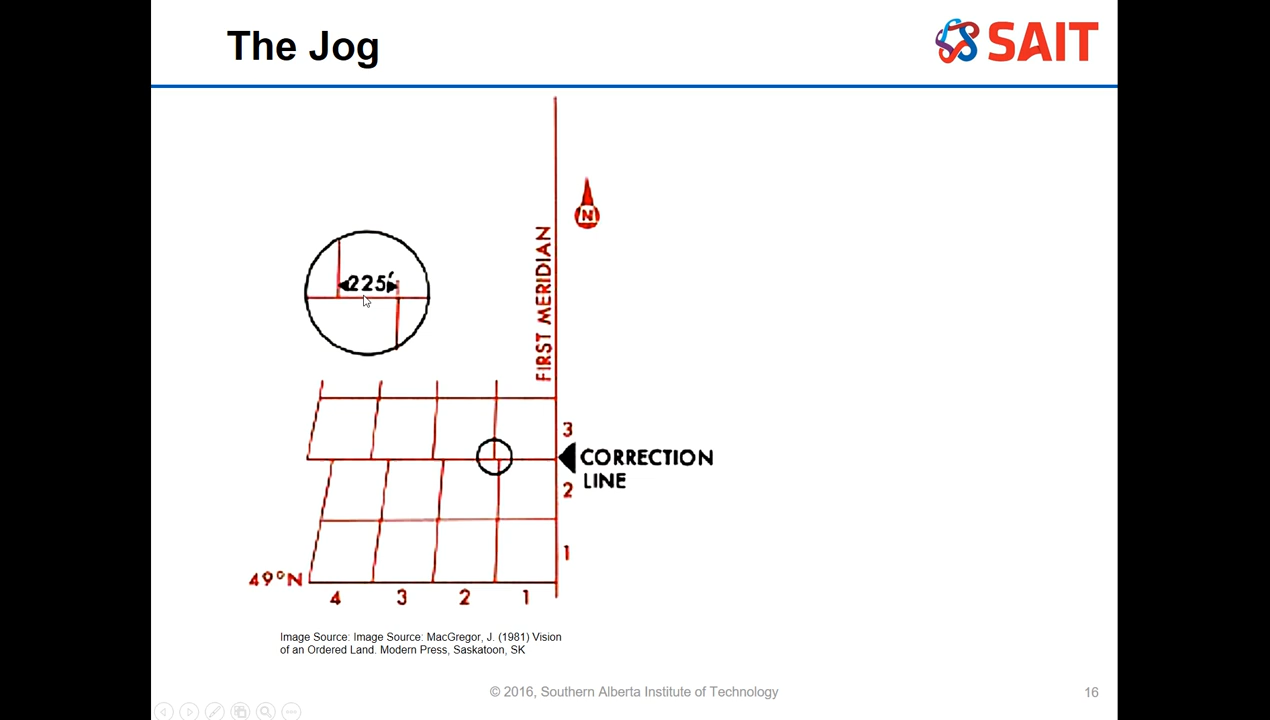 The Jog
SAIT
N
225'
FIRST MERIDIAN
3
CORRECTION
LINE
2
1
49°N
4 3 2 1
Image Source: Image Source: MacGregor, J. (1981) Vision
of an Ordered Land. Modern Press, Saskatoon, SK
© 2016, Southern Alberta Institute of Technology
16